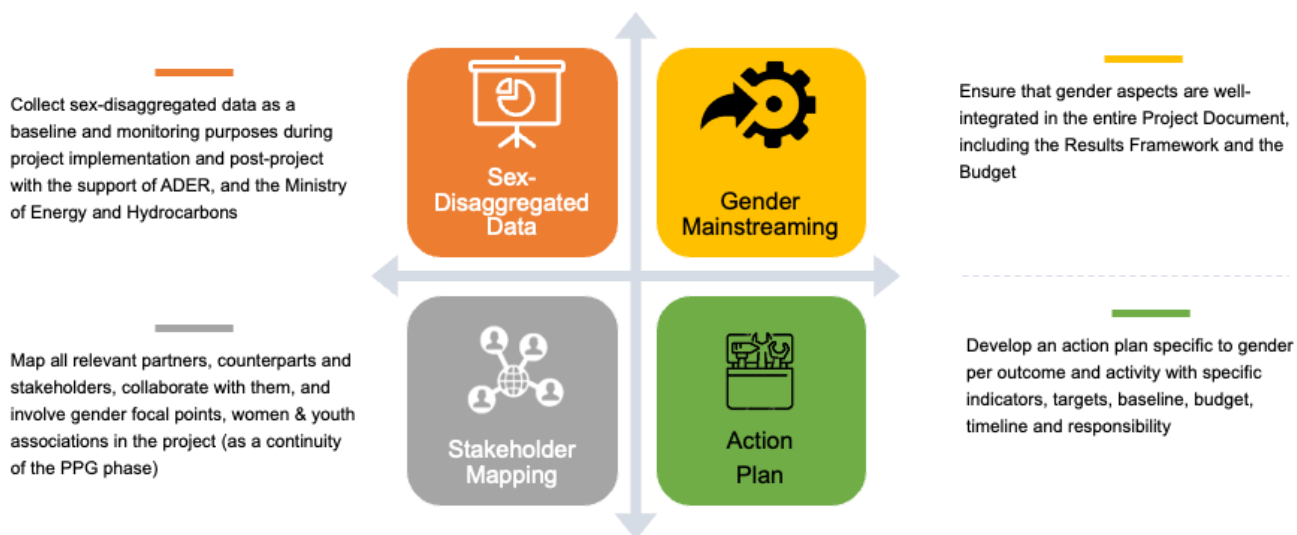 Collect sex-disaggregated data as a
baseline and monitoring purposes during
project implementation and post-project
with the support of ADER, and the Ministry
of Energy and Hydrocarbons
Sex-
Disaggregated
Data
Gender
Mainstreaming
Ensure that gender aspects are well-
integrated in the entire Project Document,
including the Results Framework and the
Budget
Map all relevant partners, counterparts and
stakeholders, collaborate with them, and
involve gender focal points, women & youth
associations in the project (as a continuity
of the PPG phase)
Stakeholder
Mapping
Action
Plan
Develop an action plan specific to gender
per outcome and activity with specific
indicators, targets, baseline, budget,
timeline and responsibility